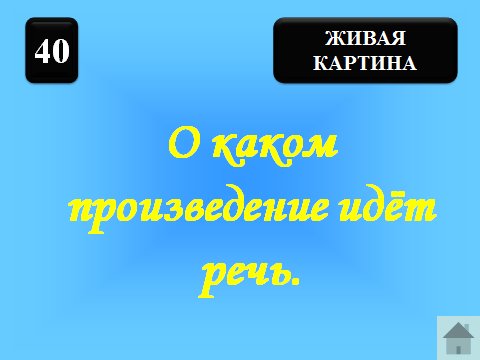 40
ЖИВАЯ
КАРТИНА
О каком
произведение идёт
речь.